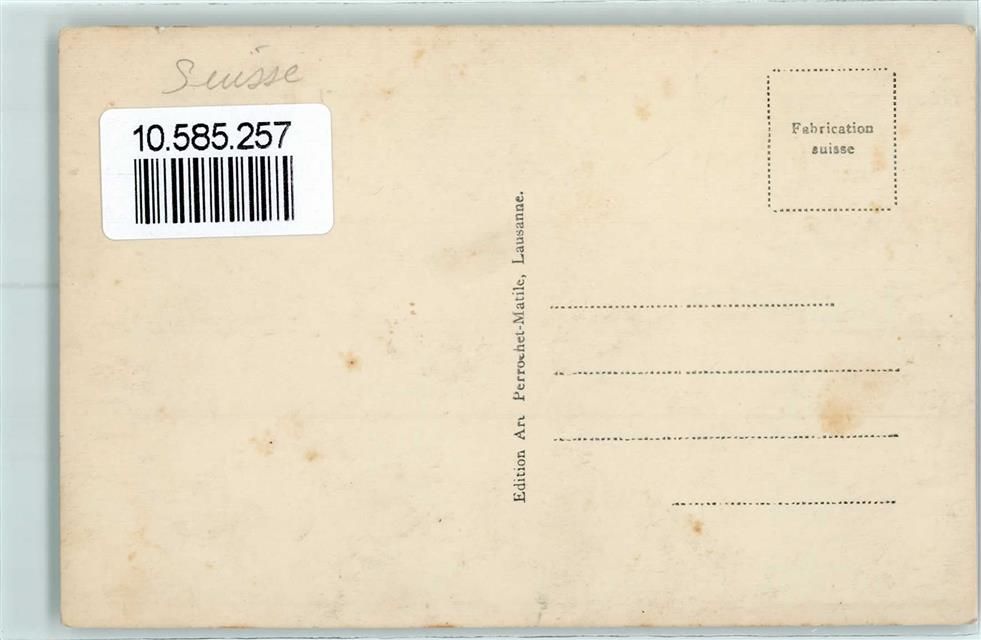 Suisse
10.585.257
Fabrication
suisse
Edition Art Perrochet-Matile, Lausanne.